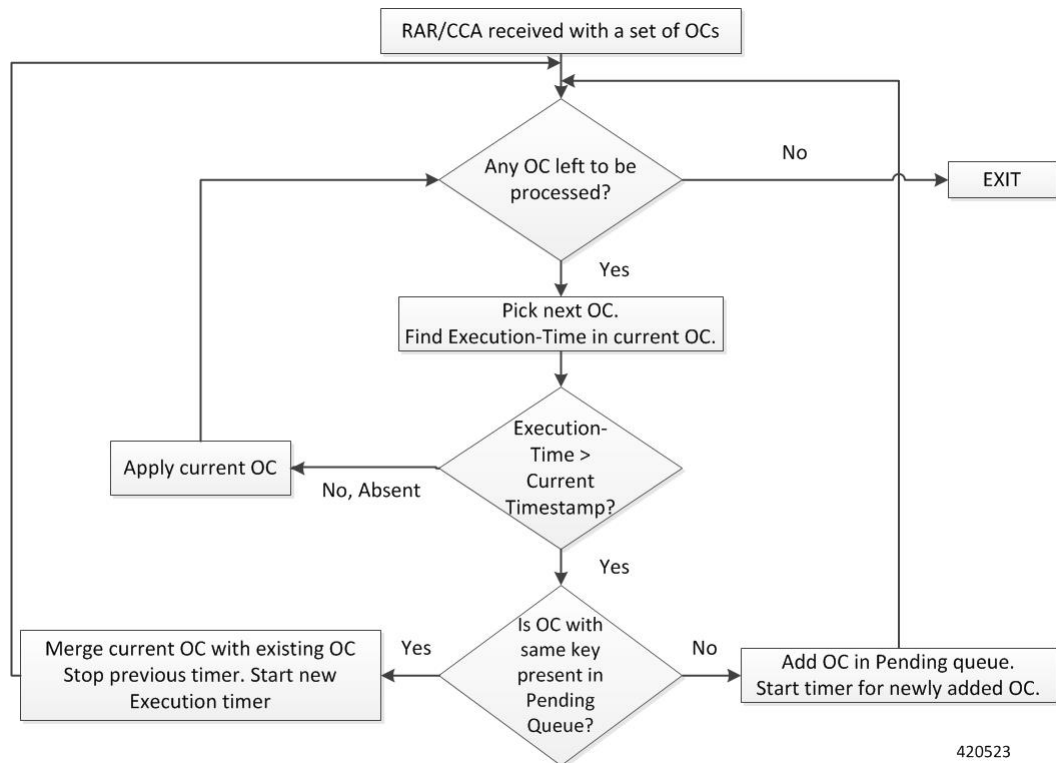 RAR/CCA received with a set of OCs
Any OC left to be
processed?
No
EXIT
Yes
Pick next OC.
Find Execution-Time in current OC.
Execution-
Time >
Current
Timestamp?
Apply current OC
No, Absent
Yes
Is OC with
same key
present in
Pending
Queue?
Yes
No
Merge current OC with existing OC
Stop previous timer. Start new
Execution timer
Add OC in Pending queue.
Start timer for newly added OC.
420523